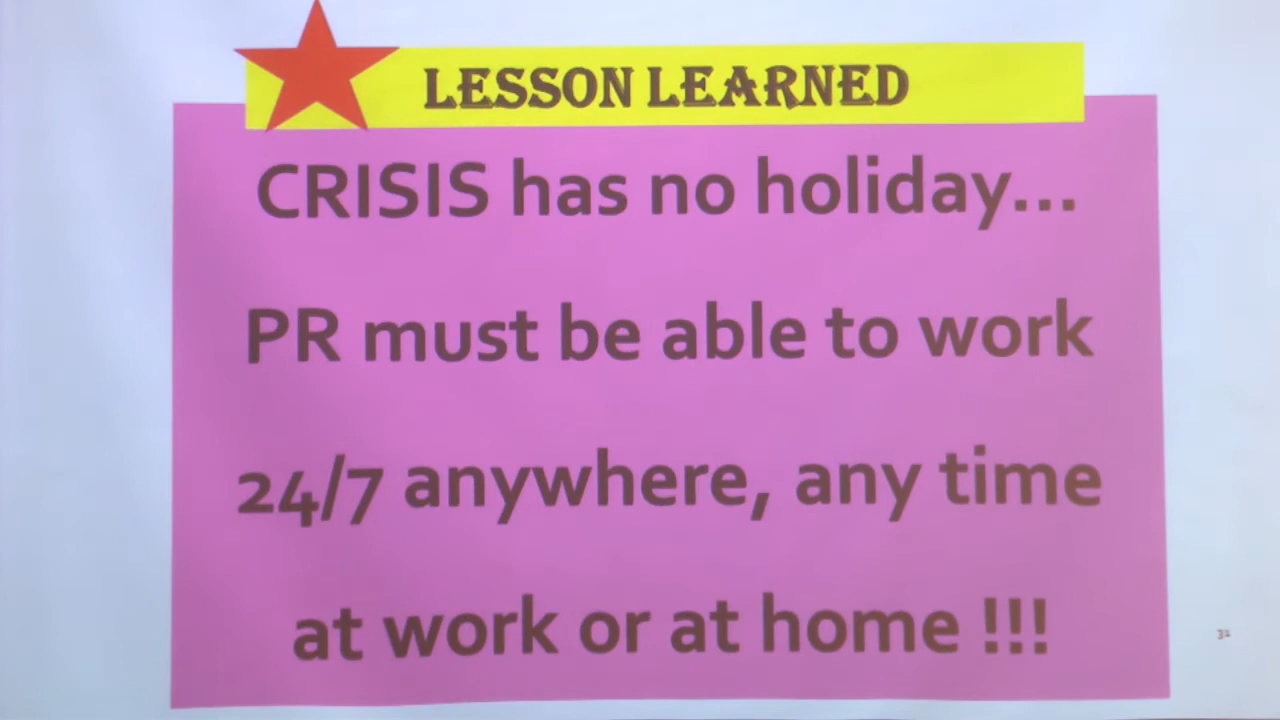 LESSON LEARNED
CRISIS has no holiday...
PR must be able to work
24/7 anywhere, any time
at work or at home !!!